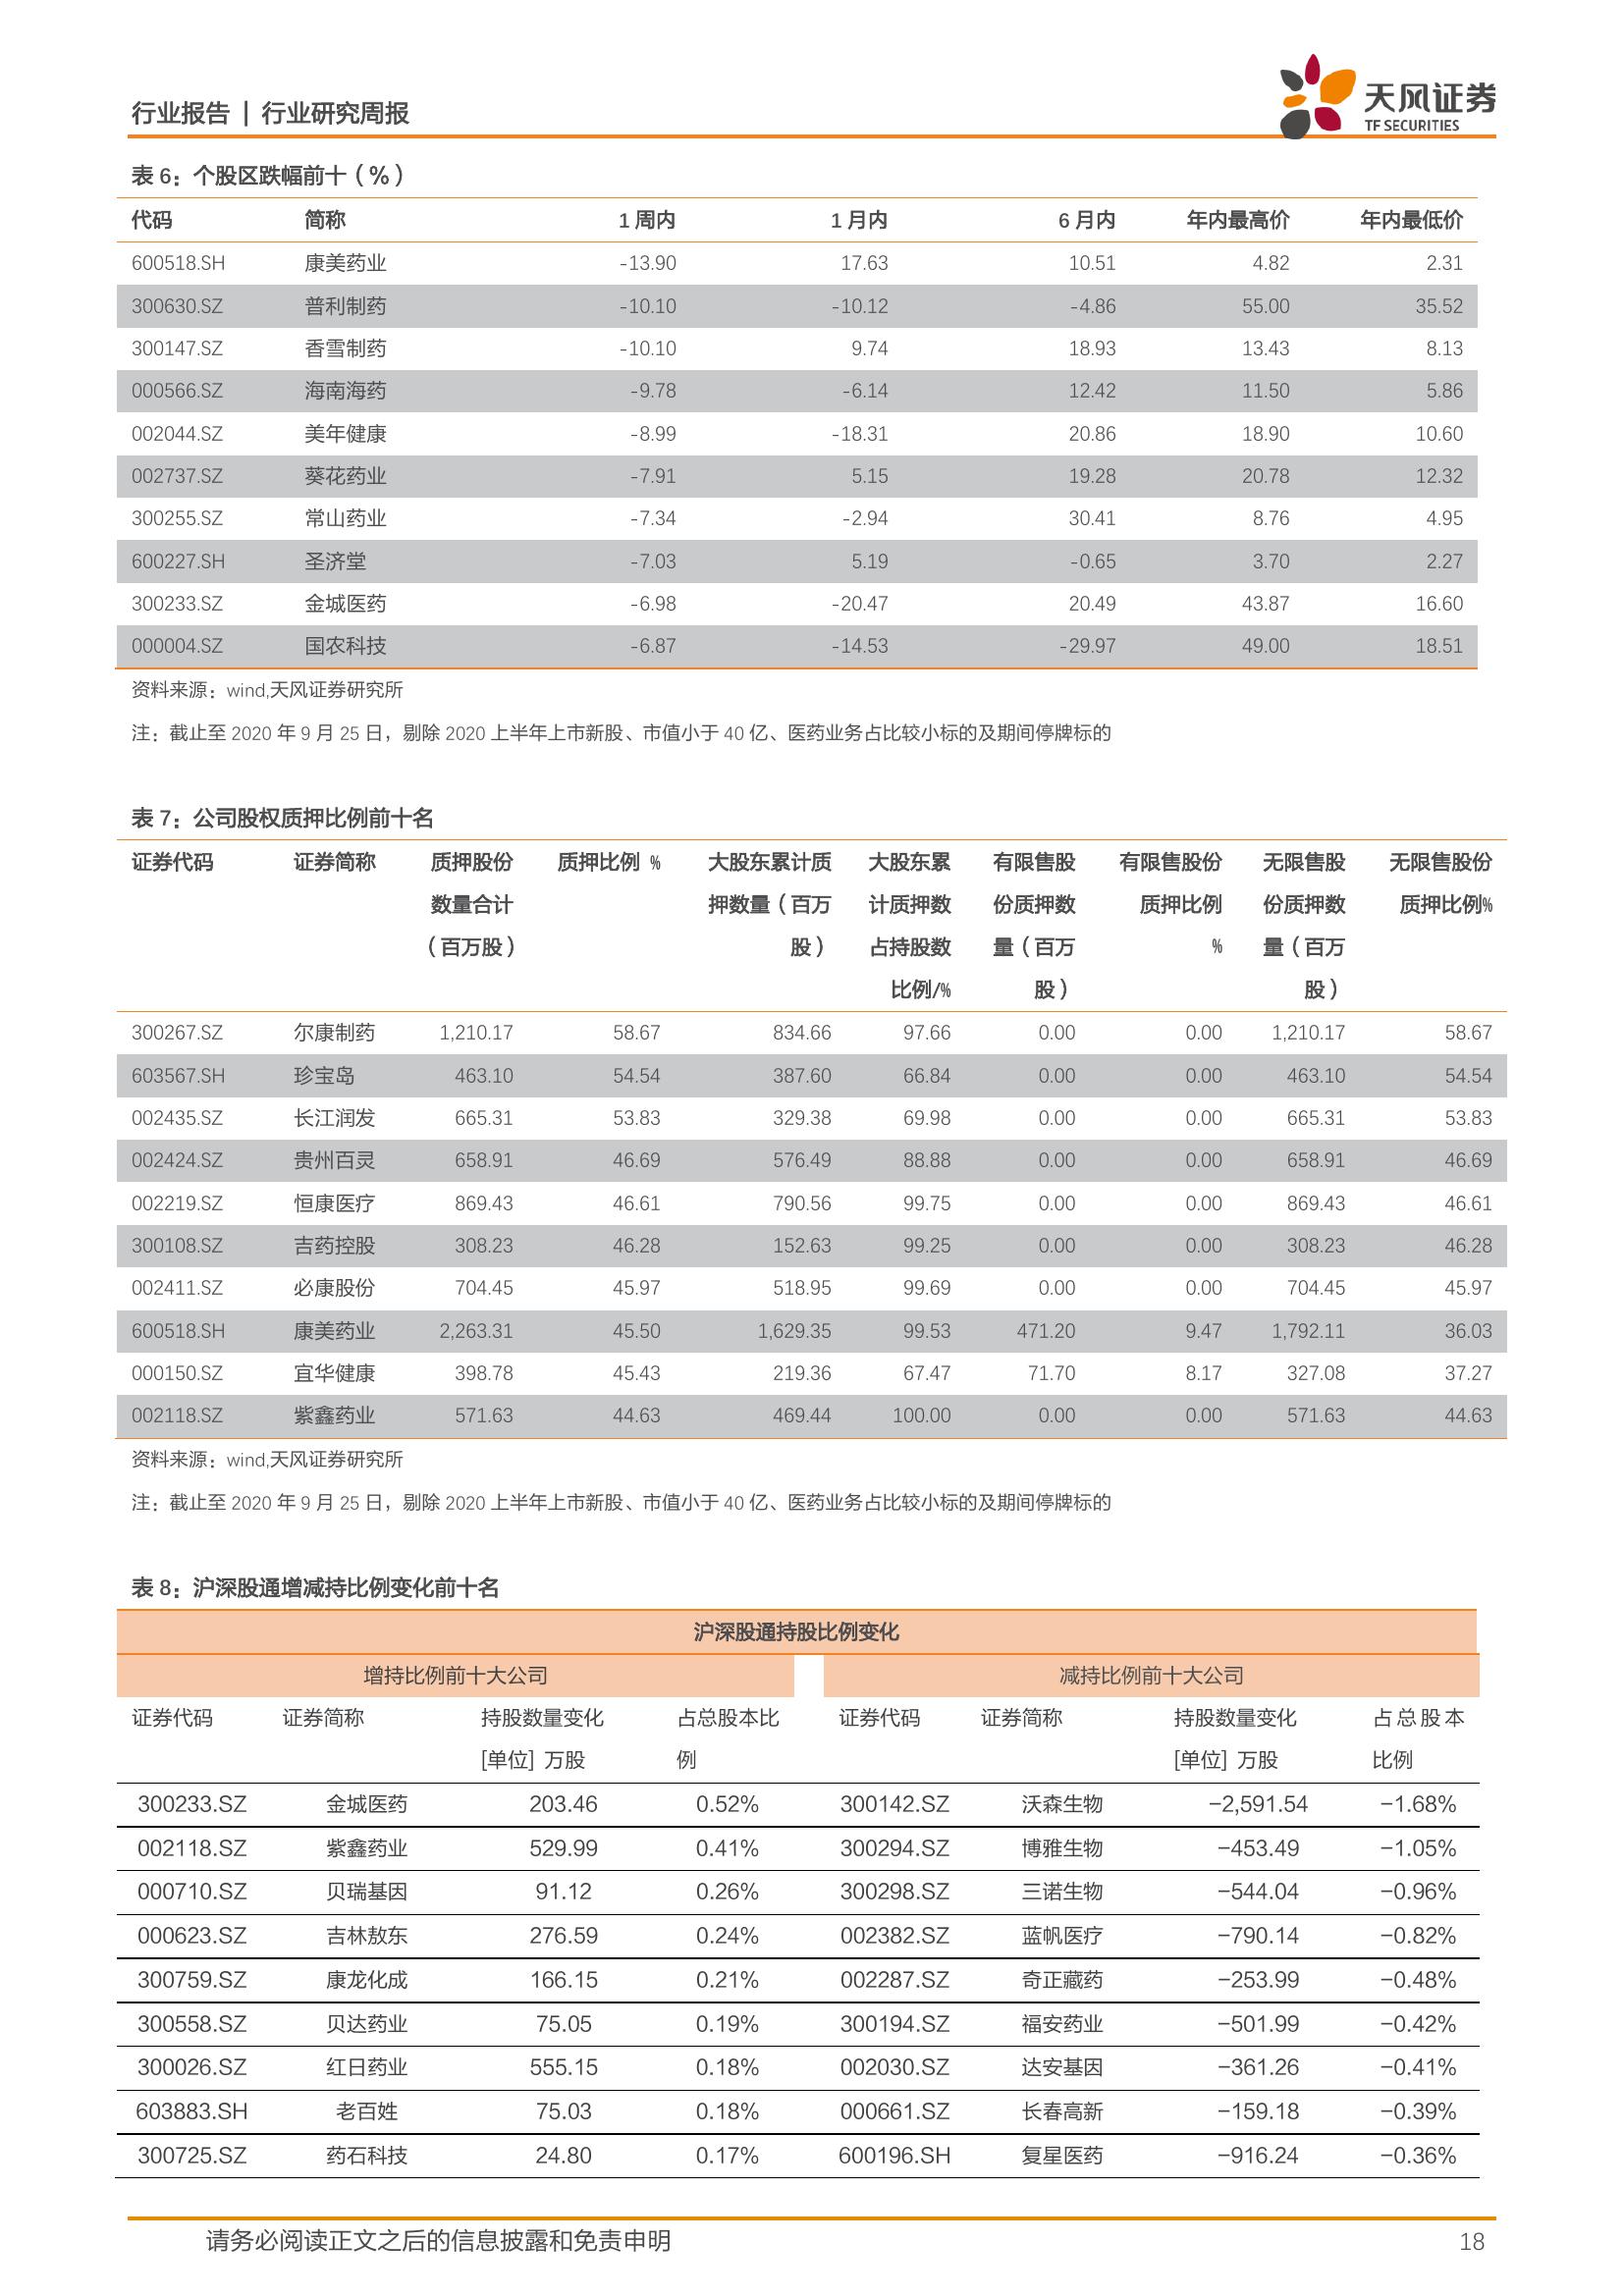 行业报告 | 行业研究周报
天风证券
TF SECURITIES
表 6：个股区跌幅前十（%）
代码 简称 1 周内 1 月内 6 月内 年内最高价 年内最低价
600518.SH 康美药业 -13.90 17.63 10.51 4.82 2.31
300630.SZ 普利制药 -10.10 -10.12 -4.86 55.00 35.52
300147.SZ 香雪制药 -10.10 9.74 18.93 13.43 8.13
000566.SZ 海南海药 -9.78 -6.14 12.42 11.50 5.86
002044.SZ 美年健康 -8.99 -18.31 20.86 18.90 10.60
002737.SZ 葵花药业 -7.91 5.15 19.28 20.78 12.32
300255.SZ 常山药业 -7.34 -2.94 30.41 8.76 4.95
600227.SH 圣济堂 -7.03 5.19 -0.65 3.70 2.27
300233.SZ 金城医药 -6.98 -20.47 20.49 43.87 16.60
000004.SZ 国农科技 -6.87 -14.53 -29.97 49.00 18.51
资料来源：wind,天风证券研究所
注：截止至 2020 年 9 月 25 日，剔除 2020 上半年上市新股、市值小于 40 亿、医药业务占比较小标的及期间停牌标的
表 7：公司股权质押比例前十名
证券代码 证券简称 质押股份 质押比例 % 大股东累计质 大股东累 有限售股 有限售股份 无限售股 无限售股份
数量合计 押数量（百万 计质押数 份质押数 质押比例 份质押数 质押比例%
（百万股） 股） 占持股数 量（百万 % 量（百万
比例/% 股） 股）
300267.SZ 尔康制药 1,210.17 58.67 834.66 97.66 0.00 0.00 1,210.17 58.67
603567.SH 珍宝岛 463.10 54.54 387.60 66.84 0.00 0.00 463.10 54.54
002435.SZ 长江润发 665.31 53.83 329.38 69.98 0.00 0.00 665.31 53.83
002424.SZ 贵州百灵 658.91 46.69 576.49 88.88 0.00 0.00 658.91 46.69
002219.SZ 恒康医疗 869.43 46.61 790.56 99.75 0.00 0.00 869.43 46.61
300108.SZ 吉药控股 308.23 46.28 152.63 99.25 0.00 0.00 308.23 46.28
002411.SZ 必康股份 704.45 45.97 518.95 99.69 0.00 0.00 704.45 45.97
600518.SH 康美药业 2,263.31 45.50 1,629.35 99.53 471.20 9.47 1,792.11 36.03
000150.SZ 宜华健康 398.78 45.43 219.36 67.47 71.70 8.17 327.08 37.27
002118.SZ 紫鑫药业 571.63 44.63 469.44 100.00 0.00 0.00 571.63 44.63
资料来源：wind,天风证券研究所
注：截止至 2020 年 9 月 25 日，剔除 2020 上半年上市新股、市值小于 40 亿、医药业务占比较小标的及期间停牌标的
表 8：沪深股通增减持比例变化前十名
沪深股通持股比例变化
增持比例前十大公司 减持比例前十大公司
证券代码 证券简称 持股数量变化 占总股本比 证券代码 证券简称 持股数量变化 占总股本
[单位] 万股 例 [单位] 万股 比例
300233.SZ 金城医药 203.46 0.52% 300142.SZ 沃森生物 -2,591.54 -1.68%
002118.SZ 紫鑫药业 529.99 0.41% 300294.SZ 博雅生物 -453.49 -1.05%
000710.SZ 贝瑞基因 91.12 0.26% 300298.SZ 三诺生物 -544.04 -0.96%
000623.SZ 吉林敖东 276.59 0.24% 002382.SZ 蓝帆医疗 -790.14 -0.82%
300759.SZ 康龙化成 166.15 0.21% 002287.SZ 奇正藏药 -253.99 -0.48%
300558.SZ 贝达药业 75.05 0.19% 300194.SZ 福安药业 -501.99 -0.42%
300026.SZ 红日药业 555.15 0.18% 002030.SZ 达安基因 -361.26 -0.41%
603883.SH 老百姓 75.03 0.18% 000661.SZ 长春高新 -159.18 -0.39%
300725.SZ 药石科技 24.80 0.17% 600196.SH 复星医药 -916.24 -0.36%
请务必阅读正文之后的信息披露和免责申明 18